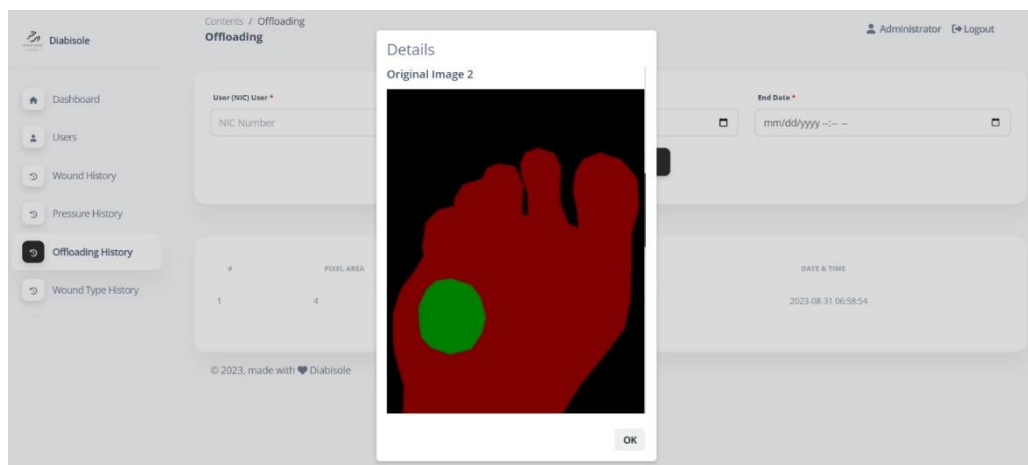 Diabisole
Dashboard
Users
Wound History
Pressure History
Offloading History
Wound Type History
Contents / Offloading
Offloading
Administrator Logout
User (NIC) User *
NIC Number
End Date *
mm/dd/yyyy --:-- --
Details
Original Image 2
OK
# PIXEL AREA DATE & TIME
1 4 2023-08-31 06:58:54
© 2023, made with ♥ Diabisole